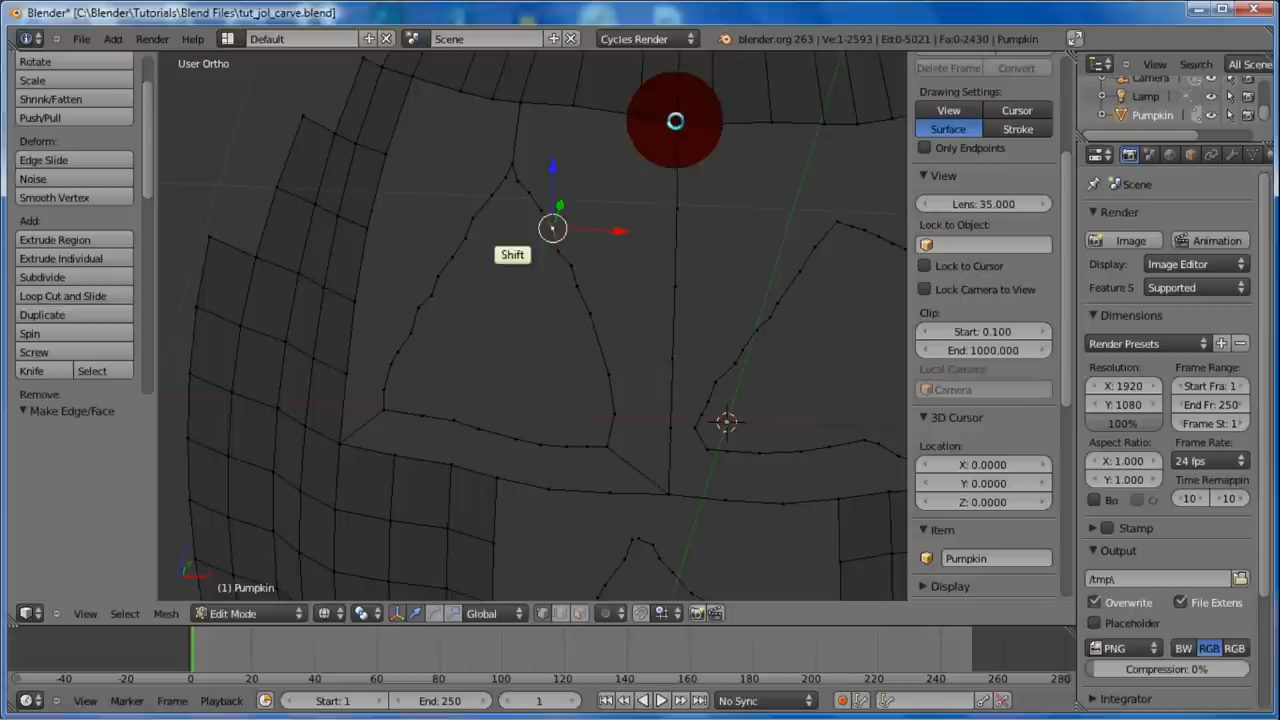 Blender* [C:\Blender\Tutorials\Blend Files\tut_jol_carve.blend]
File Add Render Help Default Scene Cycles Render blender.org 263 | Ve:1-2593 | Ed:0-5021 | Fa:0-2430 | Pumpkin
Rotate
Scale
Shrink/Fatten
Push/Pull
Deform:
Edge Slide
Noise
Smooth Vertex
Add:
Extrude Region
Extrude Individual
Subdivide
Loop Cut and Slide
Duplicate
Spin
Screw
Knife Select
Remove:
Make Edge/Face
User Ortho
Shift
(1) Pumpkin
Delete Frame Convert
Drawing Settings:
View Cursor
Surface Stroke
Only Endpoints
View
Lens: 35.000
Lock to Object:
Lock to Cursor
Lock Camera to View
Clip:
Start: 0.100
End: 1000.000
Local Camera:
Camera
3D Cursor
Location:
X: 0.0000
Y: 0.0000
Z: 0.0000
Item
Pumpkin
Display
View Search All Scene
Camera
Lamp
Pumpkin
Scene
Render
Image Animation
Display: Image Editor
Feature S Supported
Dimensions
Render Presets
Resolution: Frame Range:
X: 1920 Start Fra: 1
Y: 1080 End Fr: 250
100% Frame St: 1
Aspect Ratio: Frame Rate:
X: 1.000 24 fps
Y: 1.000 Time Remappin
Bo Cr 10 10
Stamp
Output
/tmp\
Overwrite File Extens
Placeholder
PNG BW RGB RGB
Compression: 0%
Integrator
View Select Mesh Edit Mode Global
-40 -20 0 20 40 60 80 100 120 140 160 180 200 220 240 260 280
View Marker Frame Playback Start: 1 End: 250 1 No Sync